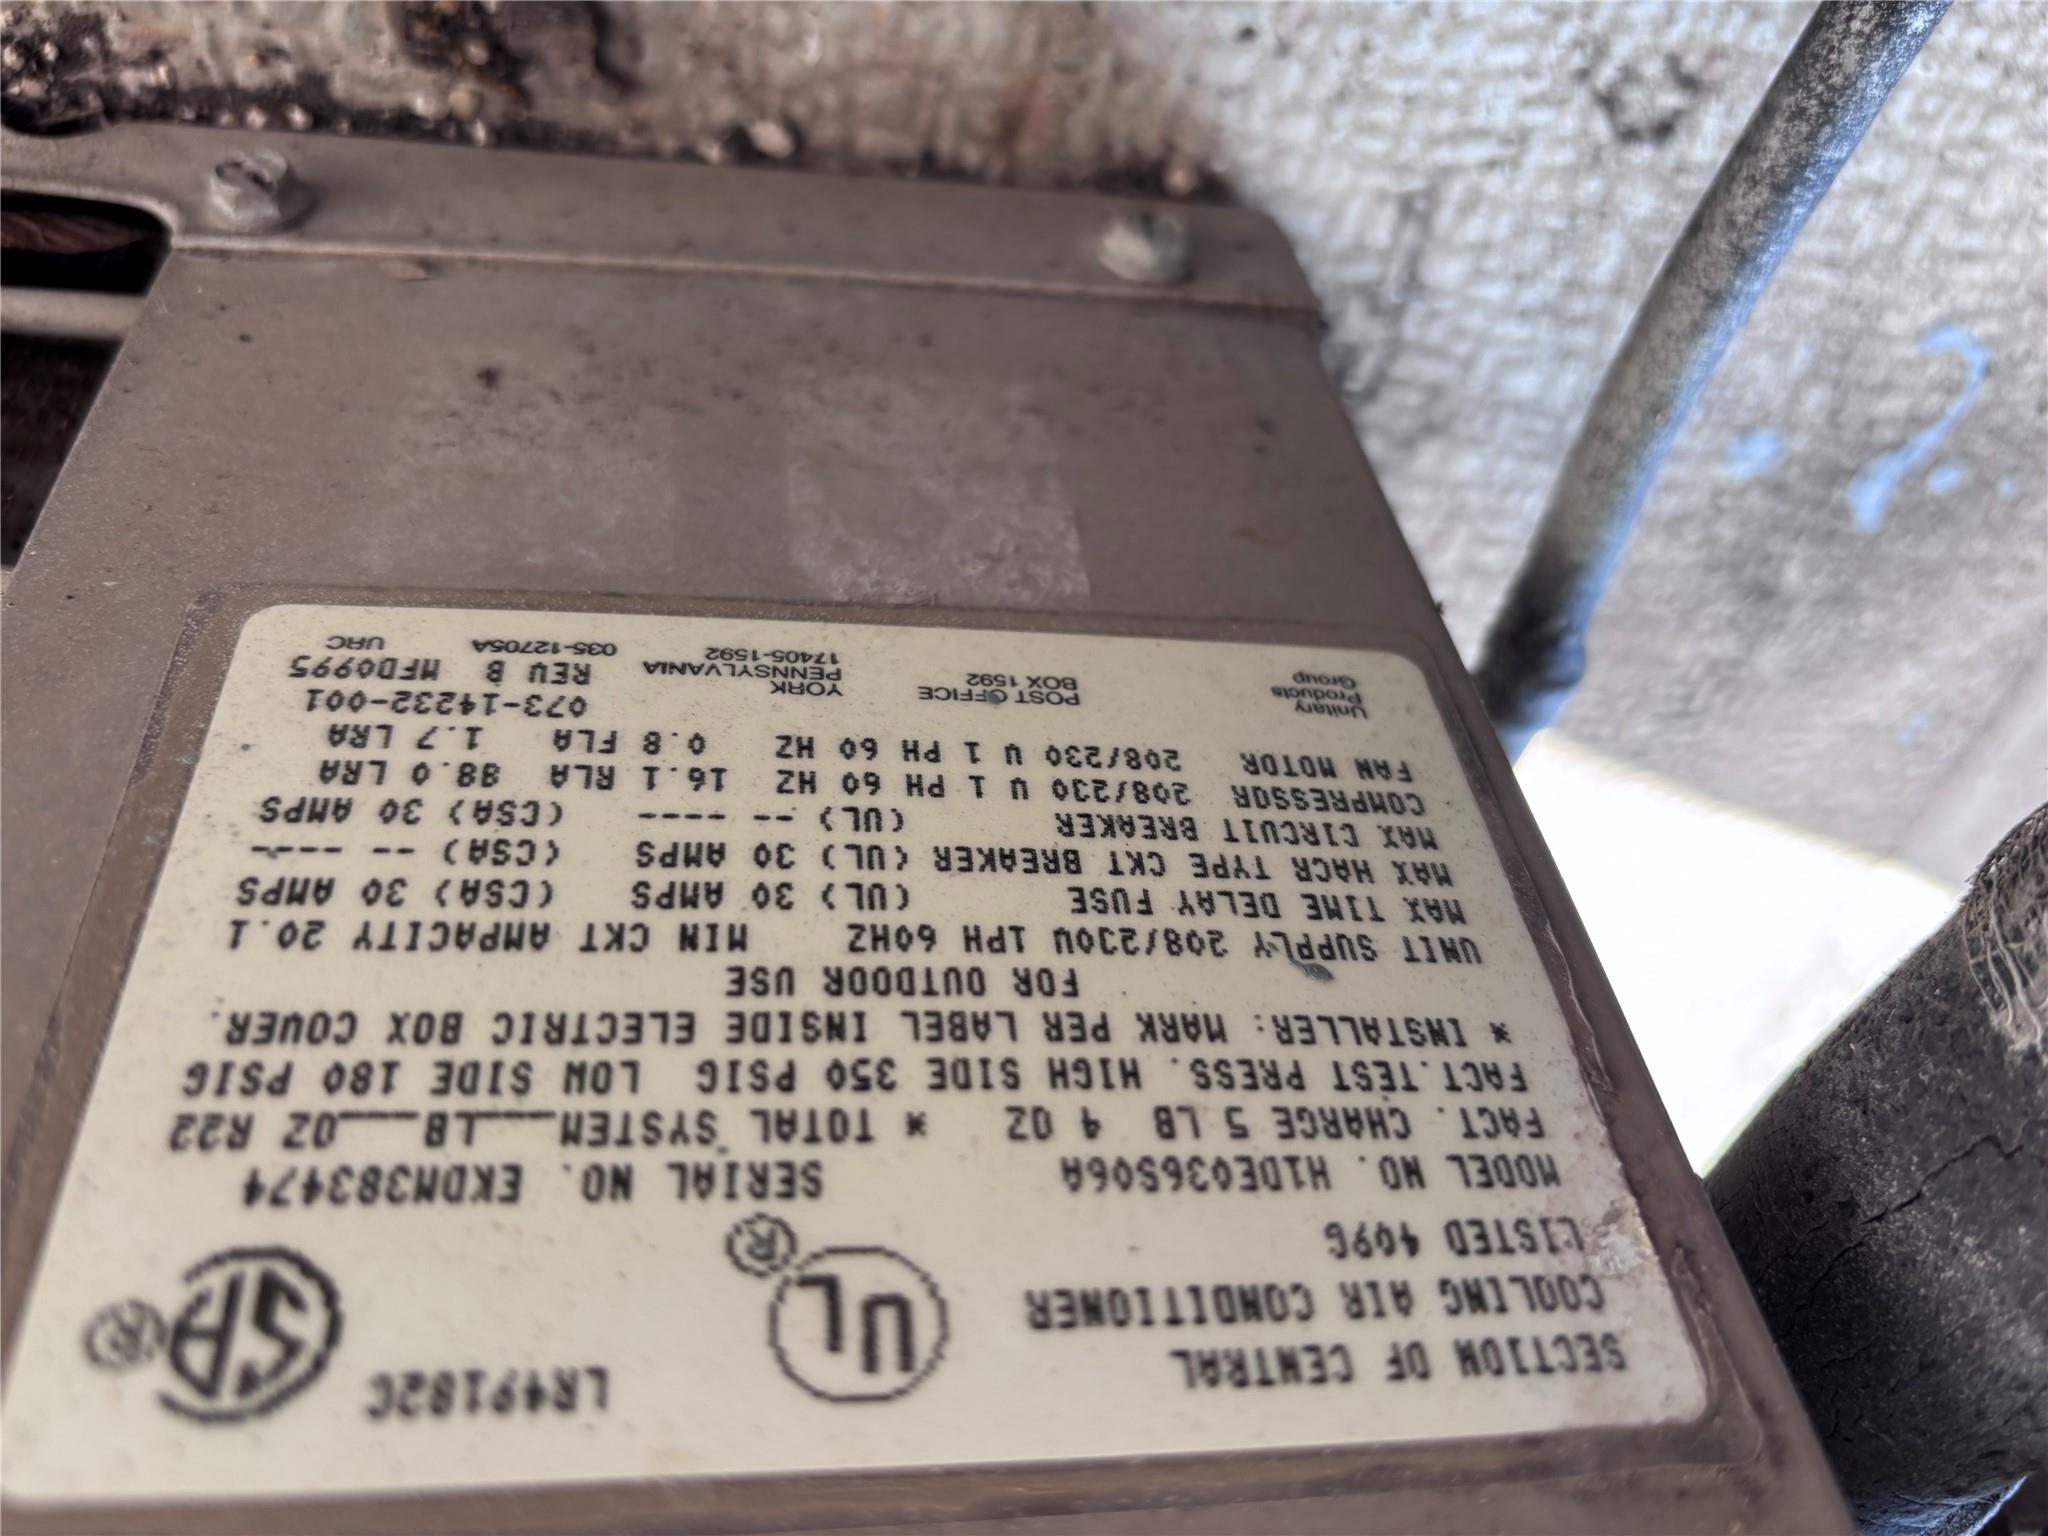 SECTION OF CENTRAL
COOLING AIR CONDITIONER
LISTED 409G
UL ®
LR49182C
SA ®
MODEL NO. H1DE036S06A SERIAL NO. EKDM383474
FACT. CHARGE 5 LB 4 OZ * TOTAL SYSTEM___LB___OZ R22
FACT.TEST PRESS. HIGH SIDE 350 PSIG LOW SIDE 180 PSIG
* INSTALLER: MARK PER LABEL INSIDE ELECTRIC BOX COVER.
FOR OUTDOOR USE
UNIT SUPPLY 208/230V 1PH 60HZ MIN CKT AMPACITY 20.1
MAX TIME DELAY FUSE (UL) 30 AMPS (CSA) 30 AMPS
MAX HACR TYPE CKT BREAKER (UL) 30 AMPS (CSA) -- ----
MAX CIRCUIT BREAKER (UL) -- ---- (CSA) 30 AMPS
COMPRESSOR 208/230 V 1 PH 60 HZ 16.1 RLA 88.0 LRA
FAN MOTOR 208/230 V 1 PH 60 HZ 0.8 FLA 1.7 LRA
073-14232-001
REV B MFD0995
Unitary
Products
Group
POST OFFICE
BOX 1592
YORK
PENNSYLVANIA
17405-1592
035-12705A
URC